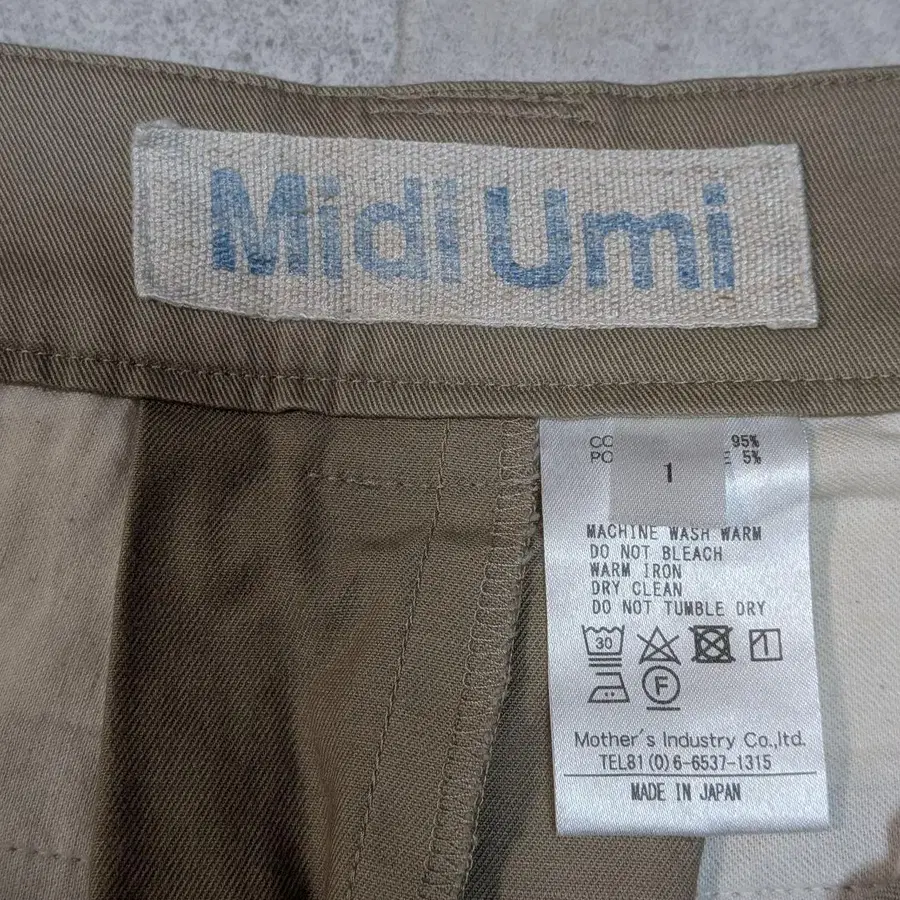 Midi Umi
CO 95%
1
5%
MACHINE WASH WARM
DO NOT BLEACH
WARM IRON
DRY CLEAN
DO NOT TUMBLE DRY
30
1
F
Mother's Industry Co.,ltd.
TEL81(0)6-6537-1315
MADE IN JAPAN